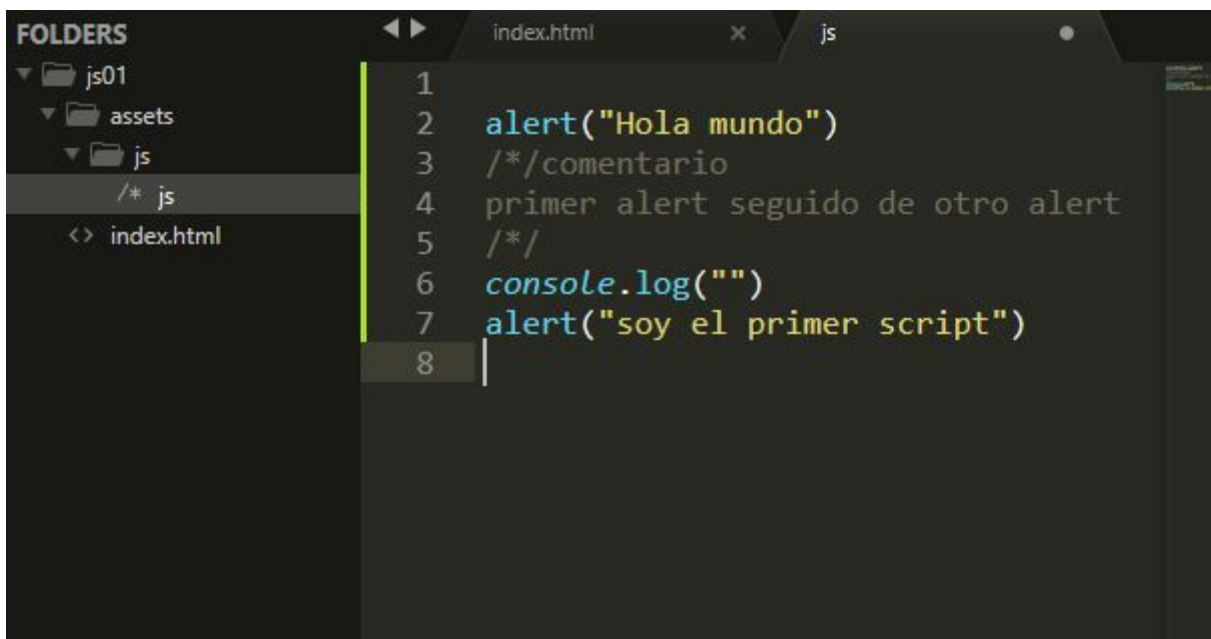 FOLDERS
js01
assets
js
/* js
<> index.html
index.html × js
1
2 alert("Hola mundo")
3 /*/comentario
4 primer alert seguido de otro alert
5 /*/
6 console.log("")
7 alert("soy el primer script")
8